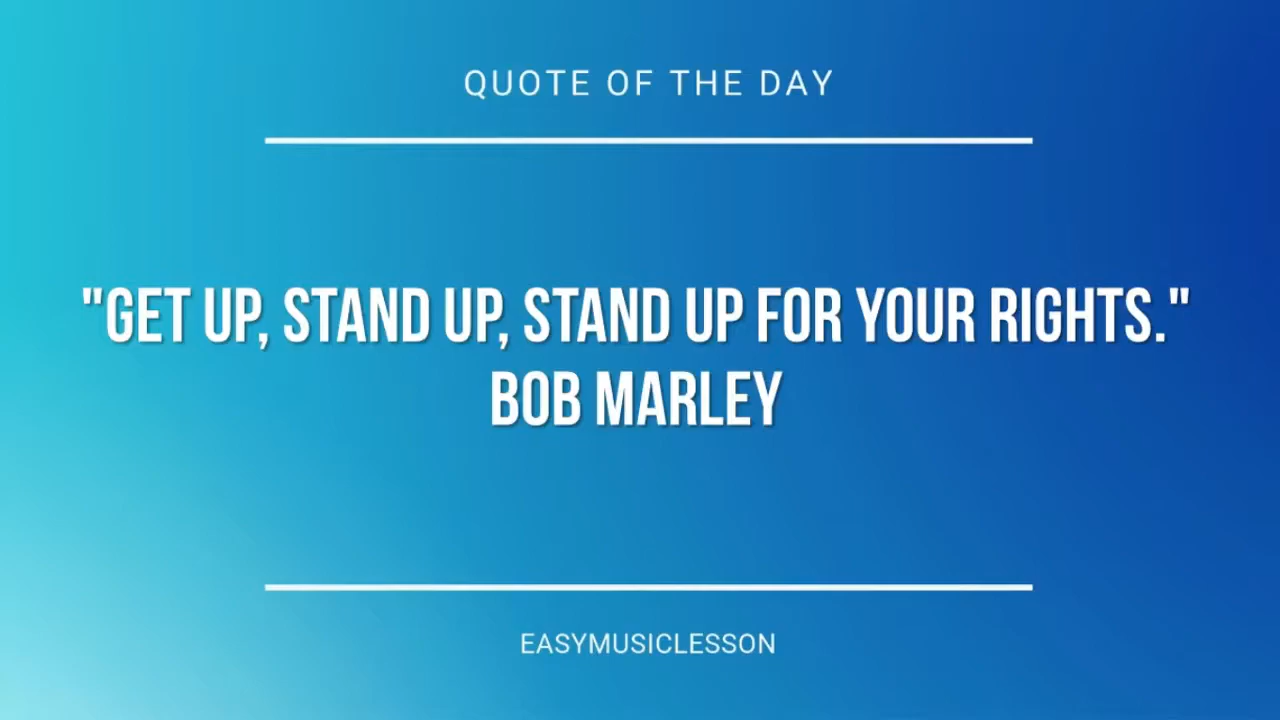 QUOTE OF THE DAY
"GET UP, STAND UP, STAND UP FOR YOUR RIGHTS."
BOB MARLEY
EASYMUSICLESSON